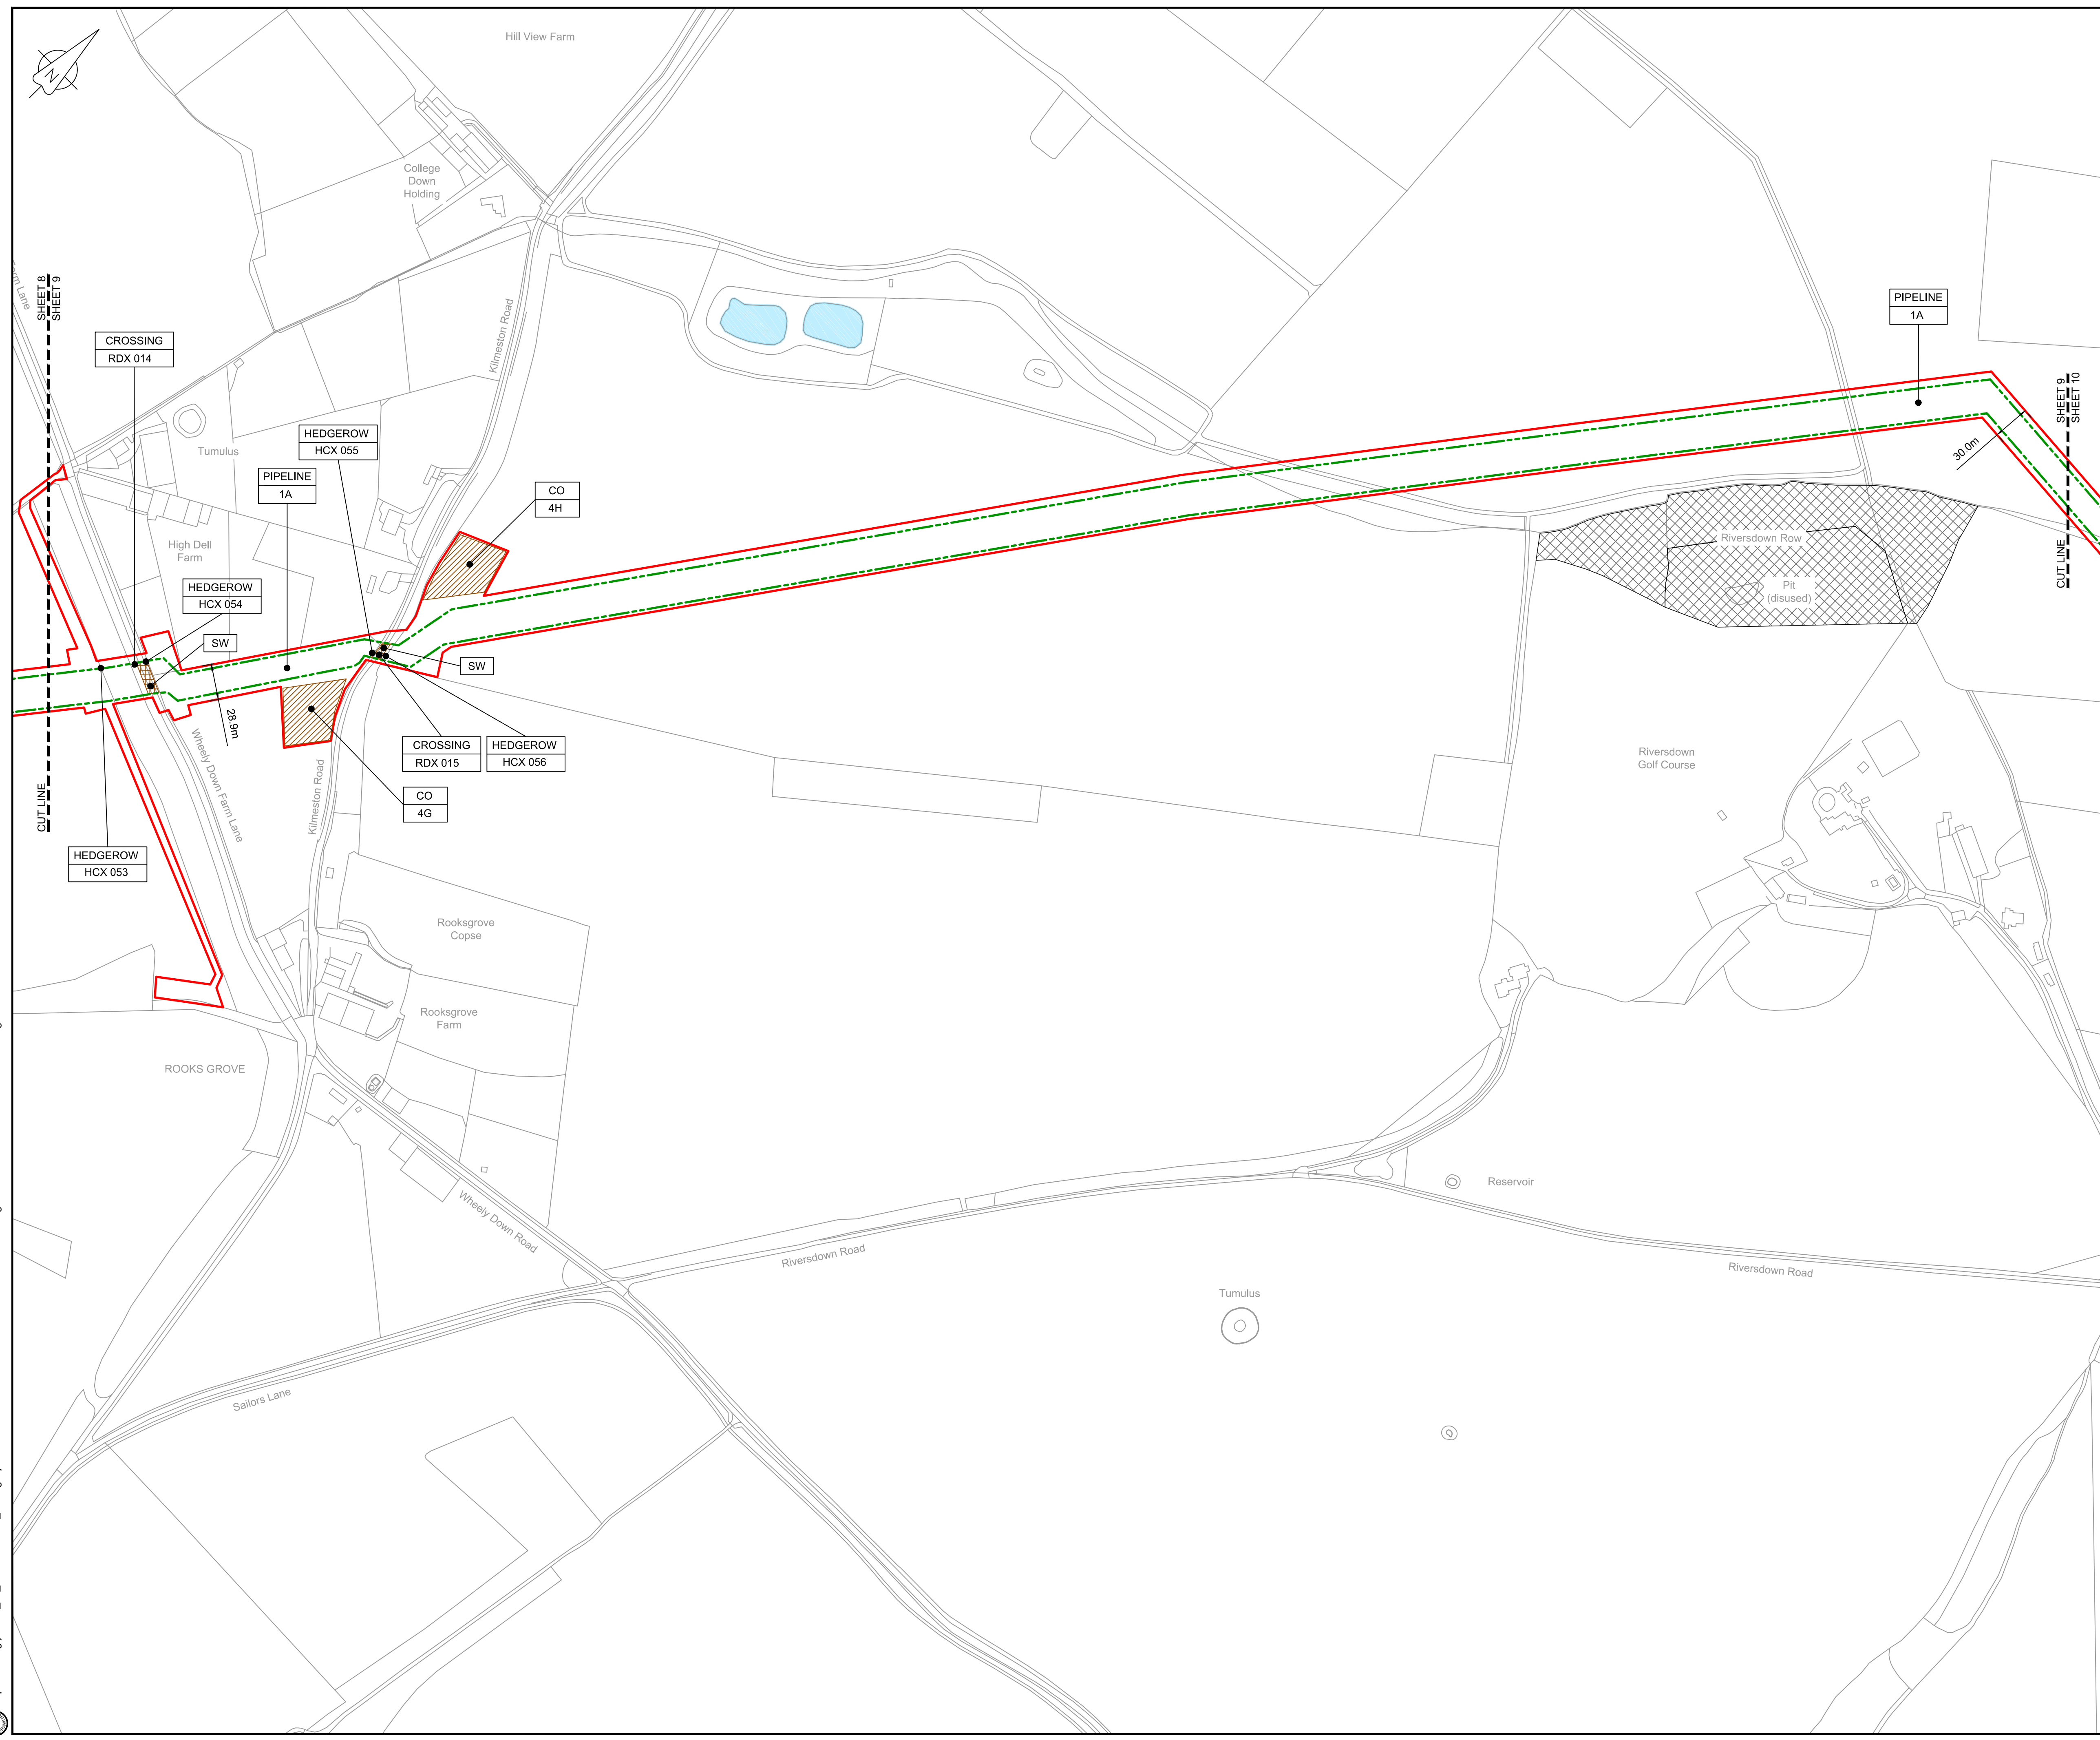 Hill View Farm
N
College
Down
Holding
Farm Lane
SHEET 8
SHEET 9
CROSSING
RDX 014
Kilmeston Road
PIPELINE
1A
SHEET 9
SHEET 10
HEDGEROW
HCX 055
Tumulus
PIPELINE
1A
30.0m
CO
4H
High Dell
Farm
Riversdown Row
CUT LINE
Pit
(disused)
HEDGEROW
HCX 054
SW
SW
28.9m
Wheely Down Farm Lane
CROSSING
RDX 015
HEDGEROW
HCX 056
Riversdown
Golf Course
CUT LINE
Kilmeston Road
CO
4G
HEDGEROW
HCX 053
Rooksgrove
Copse
Rooksgrove
Farm
ROOKS GROVE
Reservoir
Wheely Down Road
Riversdown Road
Riversdown Road
Tumulus
Sailors Lane